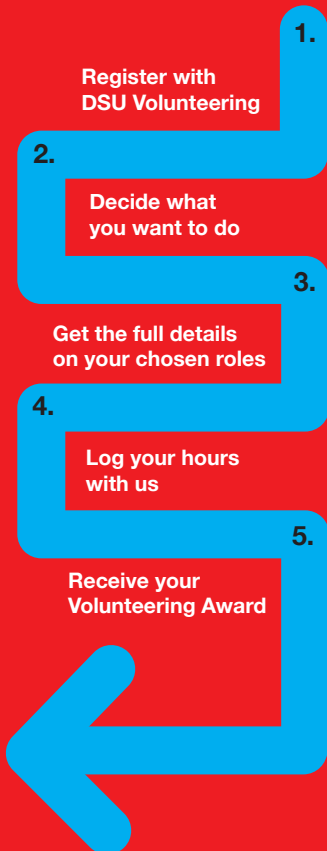 1.
Register with
DSU Volunteering
2.
Decide what
you want to do
3.
Get the full details
on your chosen roles
4.
Log your hours
with us
5.
Receive your
Volunteering Award